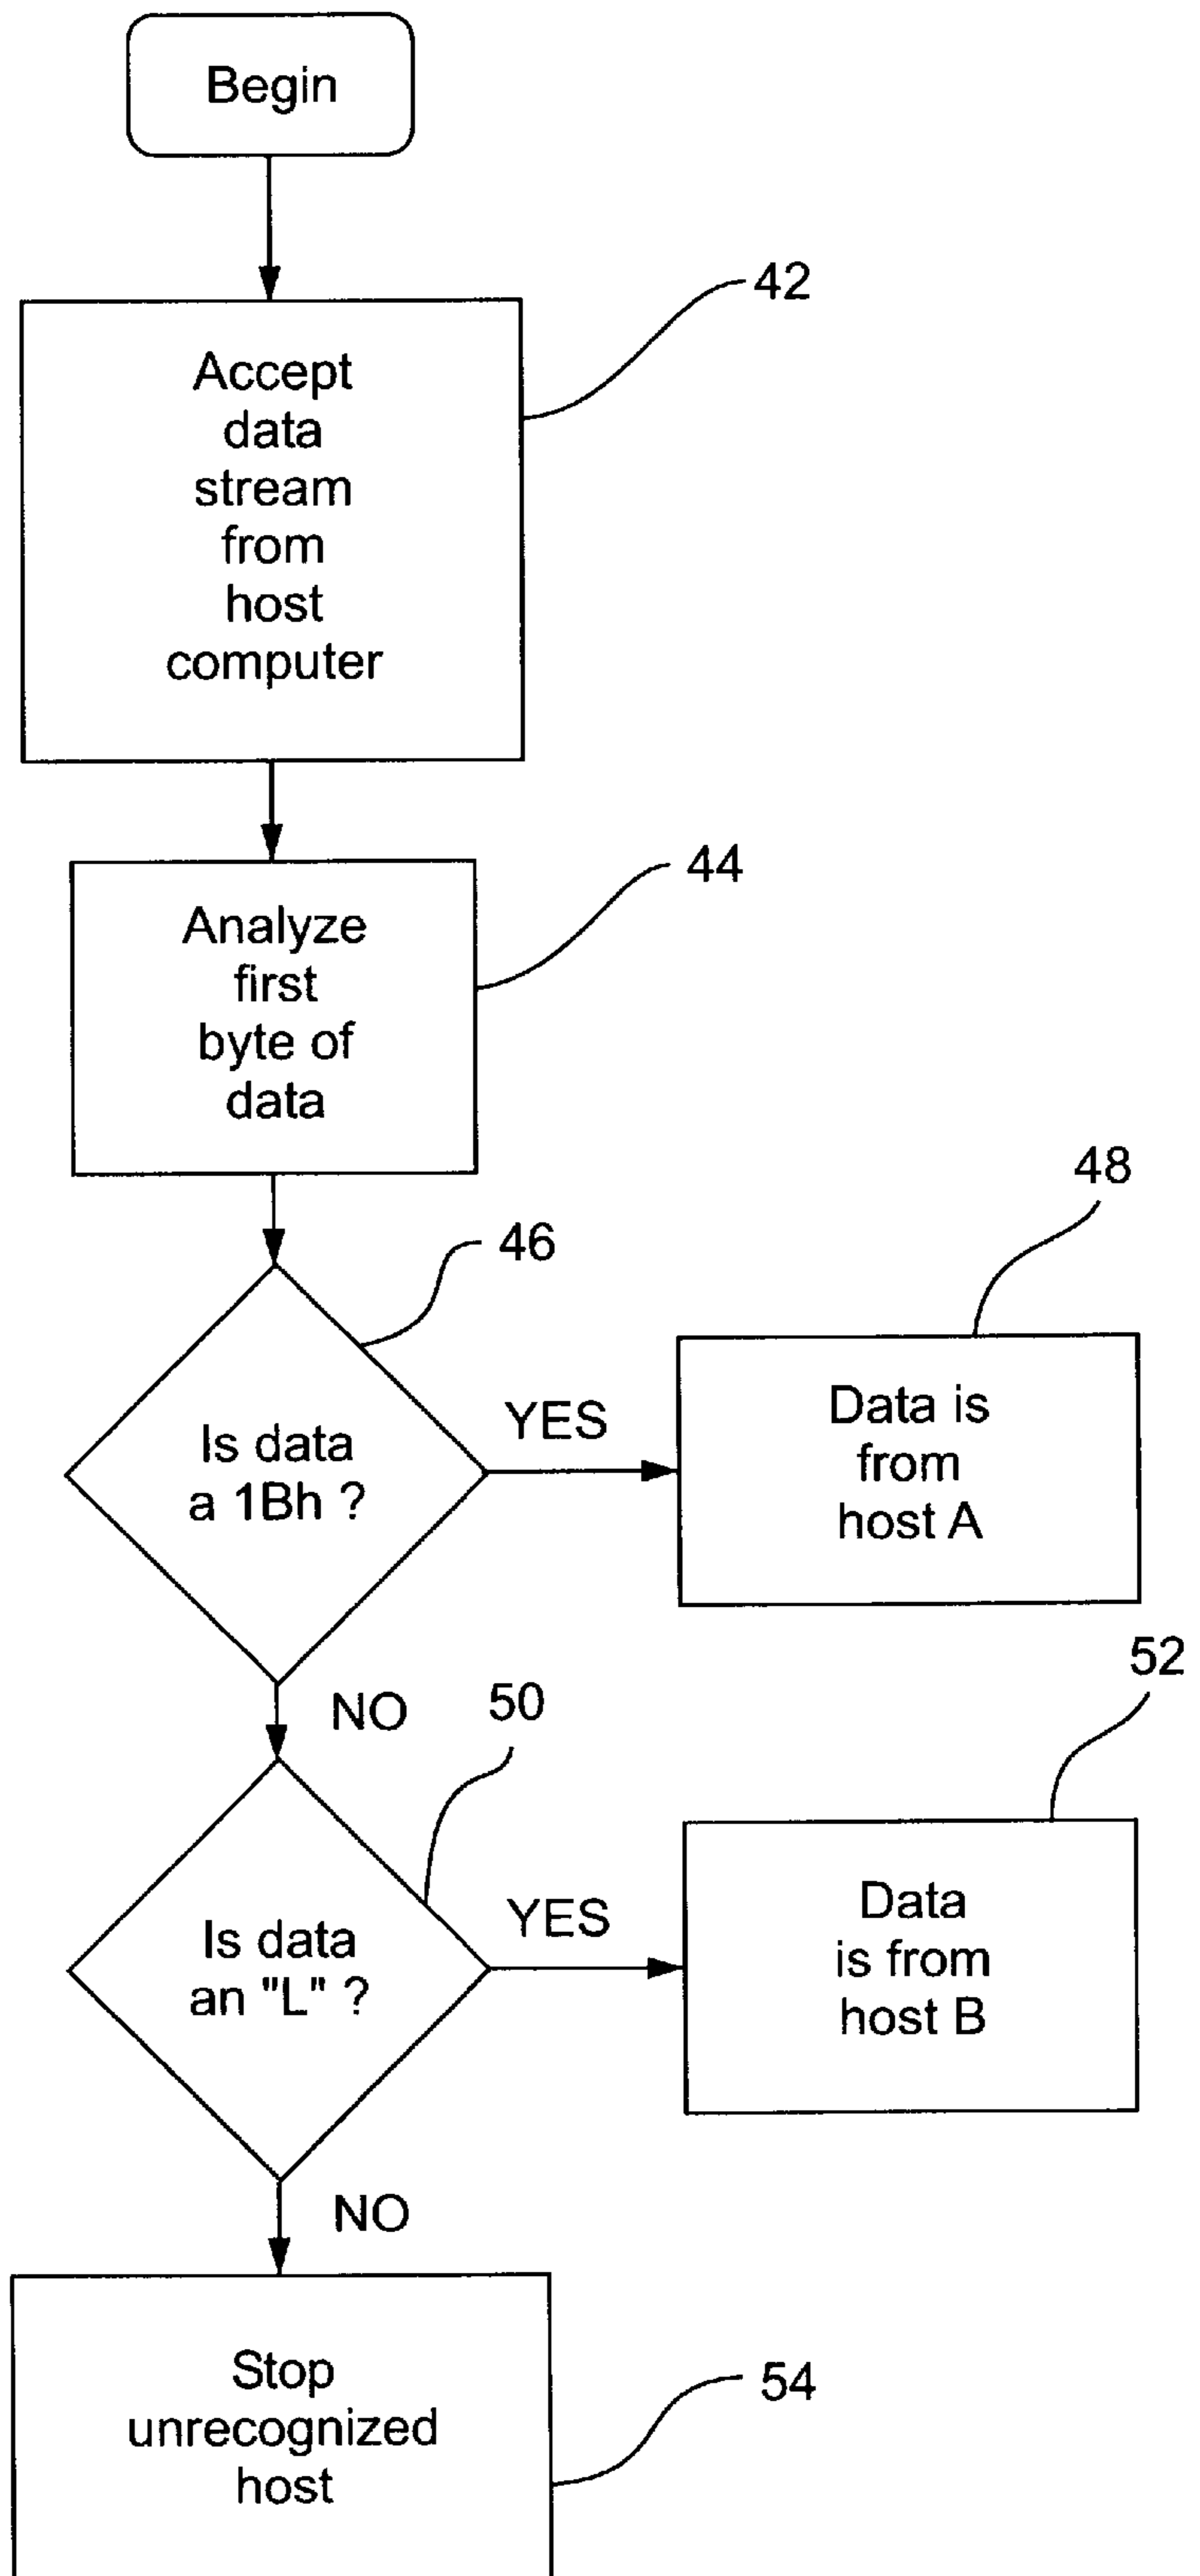 Begin
42
Accept
data
stream
from
host
computer
44
Analyze
first
byte of
data
46
48
Is data
a 1Bh ?
YES
Data is
from
host A
NO
50
52
Is data
an "L" ?
YES
Data
is from
host B
NO
Stop
unrecognized
host
54